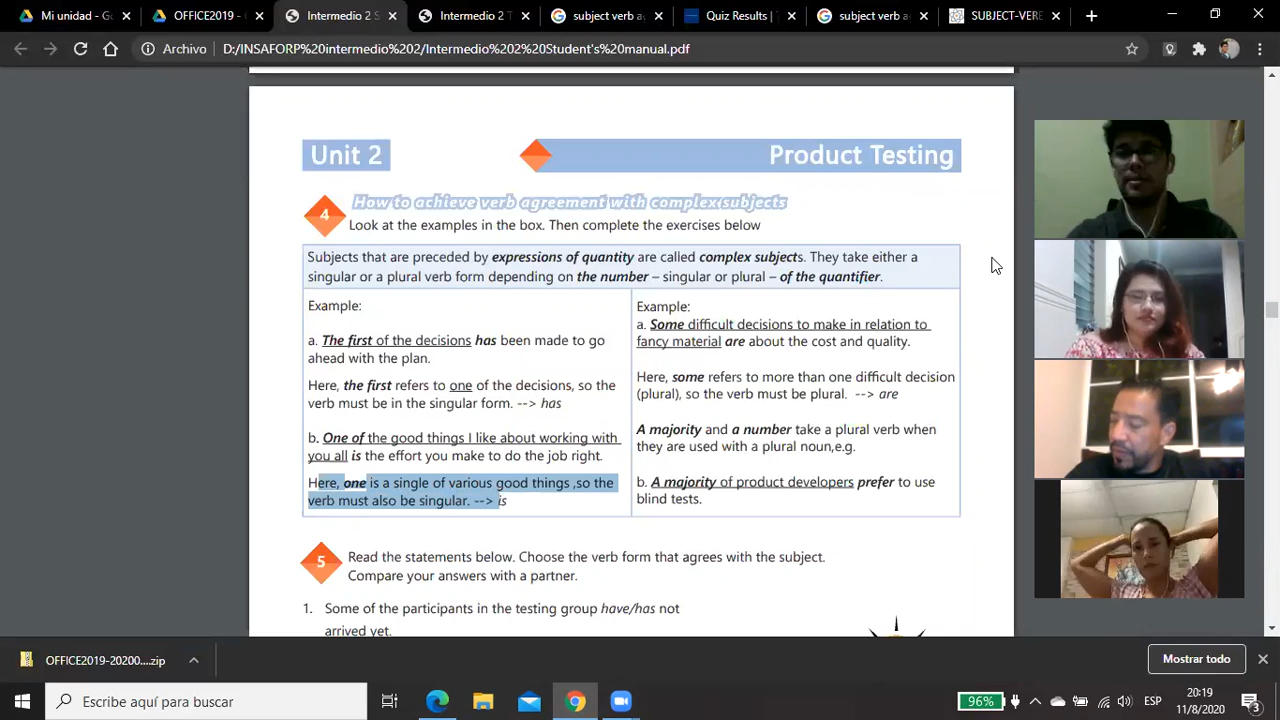 Mi unidad - Goo
OFFICE2019 - G
Intermedio 2 S
Intermedio 2 T
subject verb ag
Quiz Results |
subject verb ag
SUBJECT-VERB
Archivo
D:/INSAFORP%20intermedio%202/Intermedio%202%20Student's%20manual.pdf
Unit 2
Product Testing
4
How to achieve verb agreement with complex subjects
Look at the examples in the box. Then complete the exercises below
Subjects that are preceded by expressions of quantity are called complex subjects. They take either a
singular or a plural verb form depending on the number – singular or plural – of the quantifier.
Example:
a. The first of the decisions has been made to go
ahead with the plan.
Here, the first refers to one of the decisions, so the
verb must be in the singular form. --> has
b. One of the good things I like about working with
you all is the effort you make to do the job right.
Here, one is a single of various good things ,so the
verb must also be singular. --> is
Example:
a. Some difficult decisions to make in relation to
fancy material are about the cost and quality.
Here, some refers to more than one difficult decision
(plural), so the verb must be plural. --> are
A majority and a number take a plural verb when
they are used with a plural noun,e.g.
b. A majority of product developers prefer to use
blind tests.
5
Read the statements below. Choose the verb form that agrees with the subject.
Compare your answers with a partner.
1. Some of the participants in the testing group have/has not
arrived yet.
OFFICE2019-20200....zip
Mostrar todo
Escribe aquí para buscar
96%
ESP
20:19
11/8/2020
3